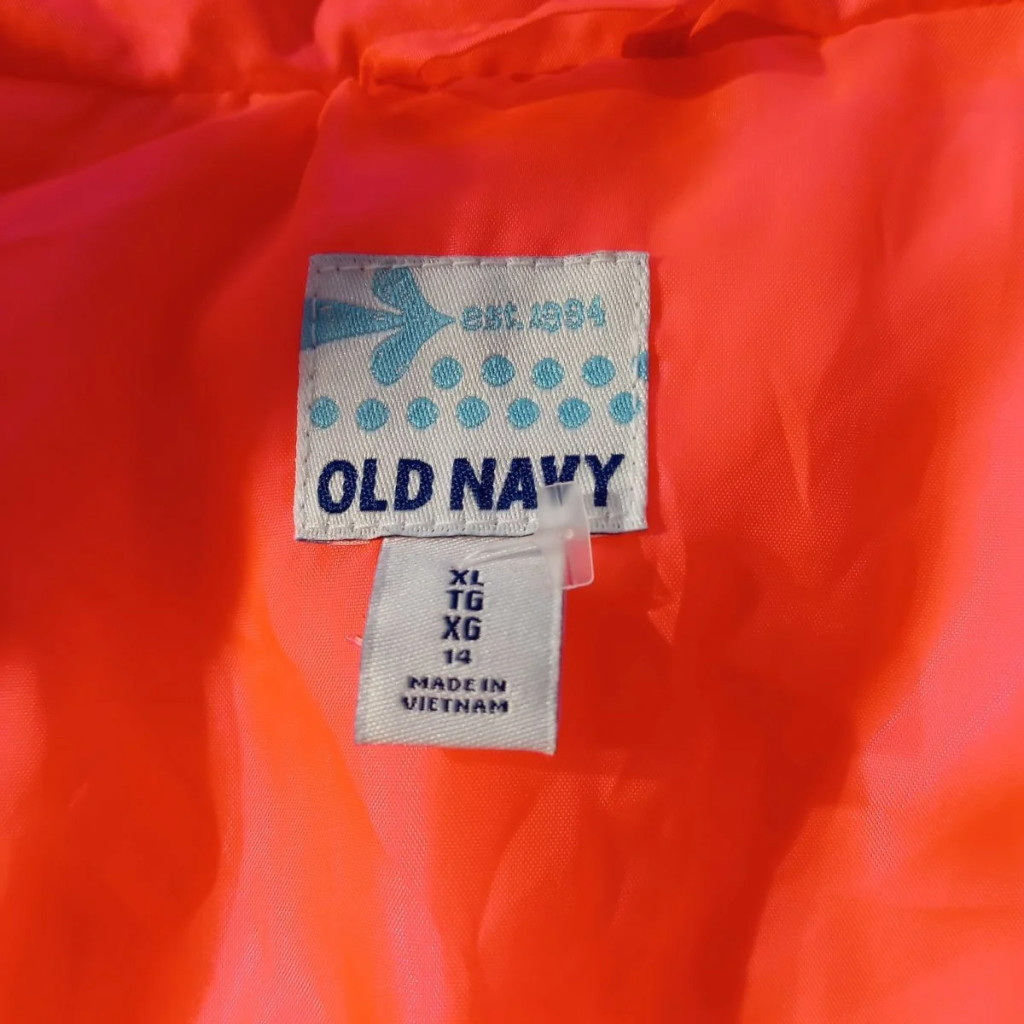 est. 1994
OLD NAVY
XL
TG
XG
14
MADE IN
VIETNAM